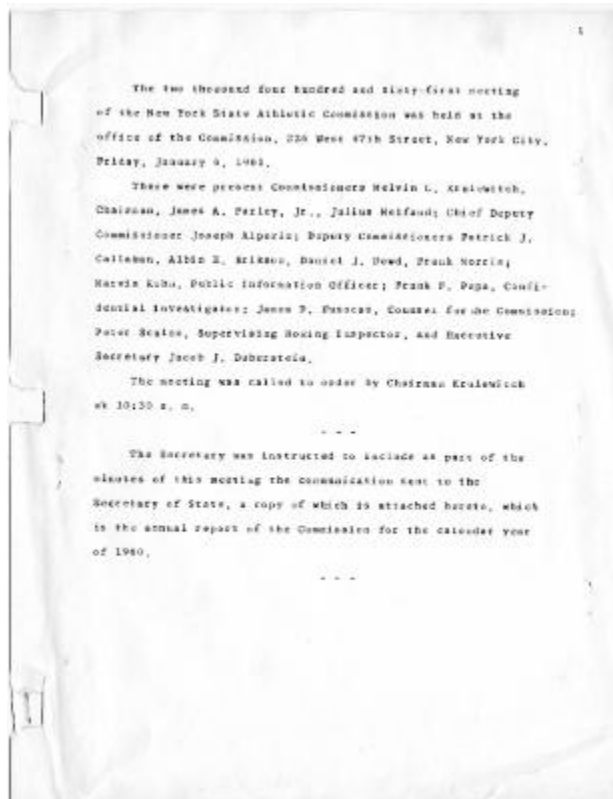 1
The two thousand four hundred and sixty-first meeting
of the New York State Athletic Commission was held at the
office of the Commission, 226 West 47th Street, New York City,
Friday, January 6, 1961.
There were present Commissioners Melvin L. Krulewitch,
Chairman, James A. Farley, Jr., Julius Helfand; Chief Deputy
Commissioner Joseph Alperin; Deputy Commissioners Patrick J.
Callahan, Albin E. Erikson, Daniel J. Dowd, Frank Morris;
Marvin Kohn, Public Information Officer; Frank P. Papa, Confi-
dential Investigator; James P. Fusscas, Counsel for the Commission;
Peter Scalzo, Supervising Boxing Inspector, and Executive
Secretary Jacob J. Duberstein.
The meeting was called to order by Chairman Krulewitch
at 10:30 a. m.
- - -
The Secretary was instructed to include as part of the
minutes of this meeting the communication sent to the
Secretary of State, a copy of which is attached hereto, which
is the annual report of the Commission for the calendar year
of 1960.
- - -